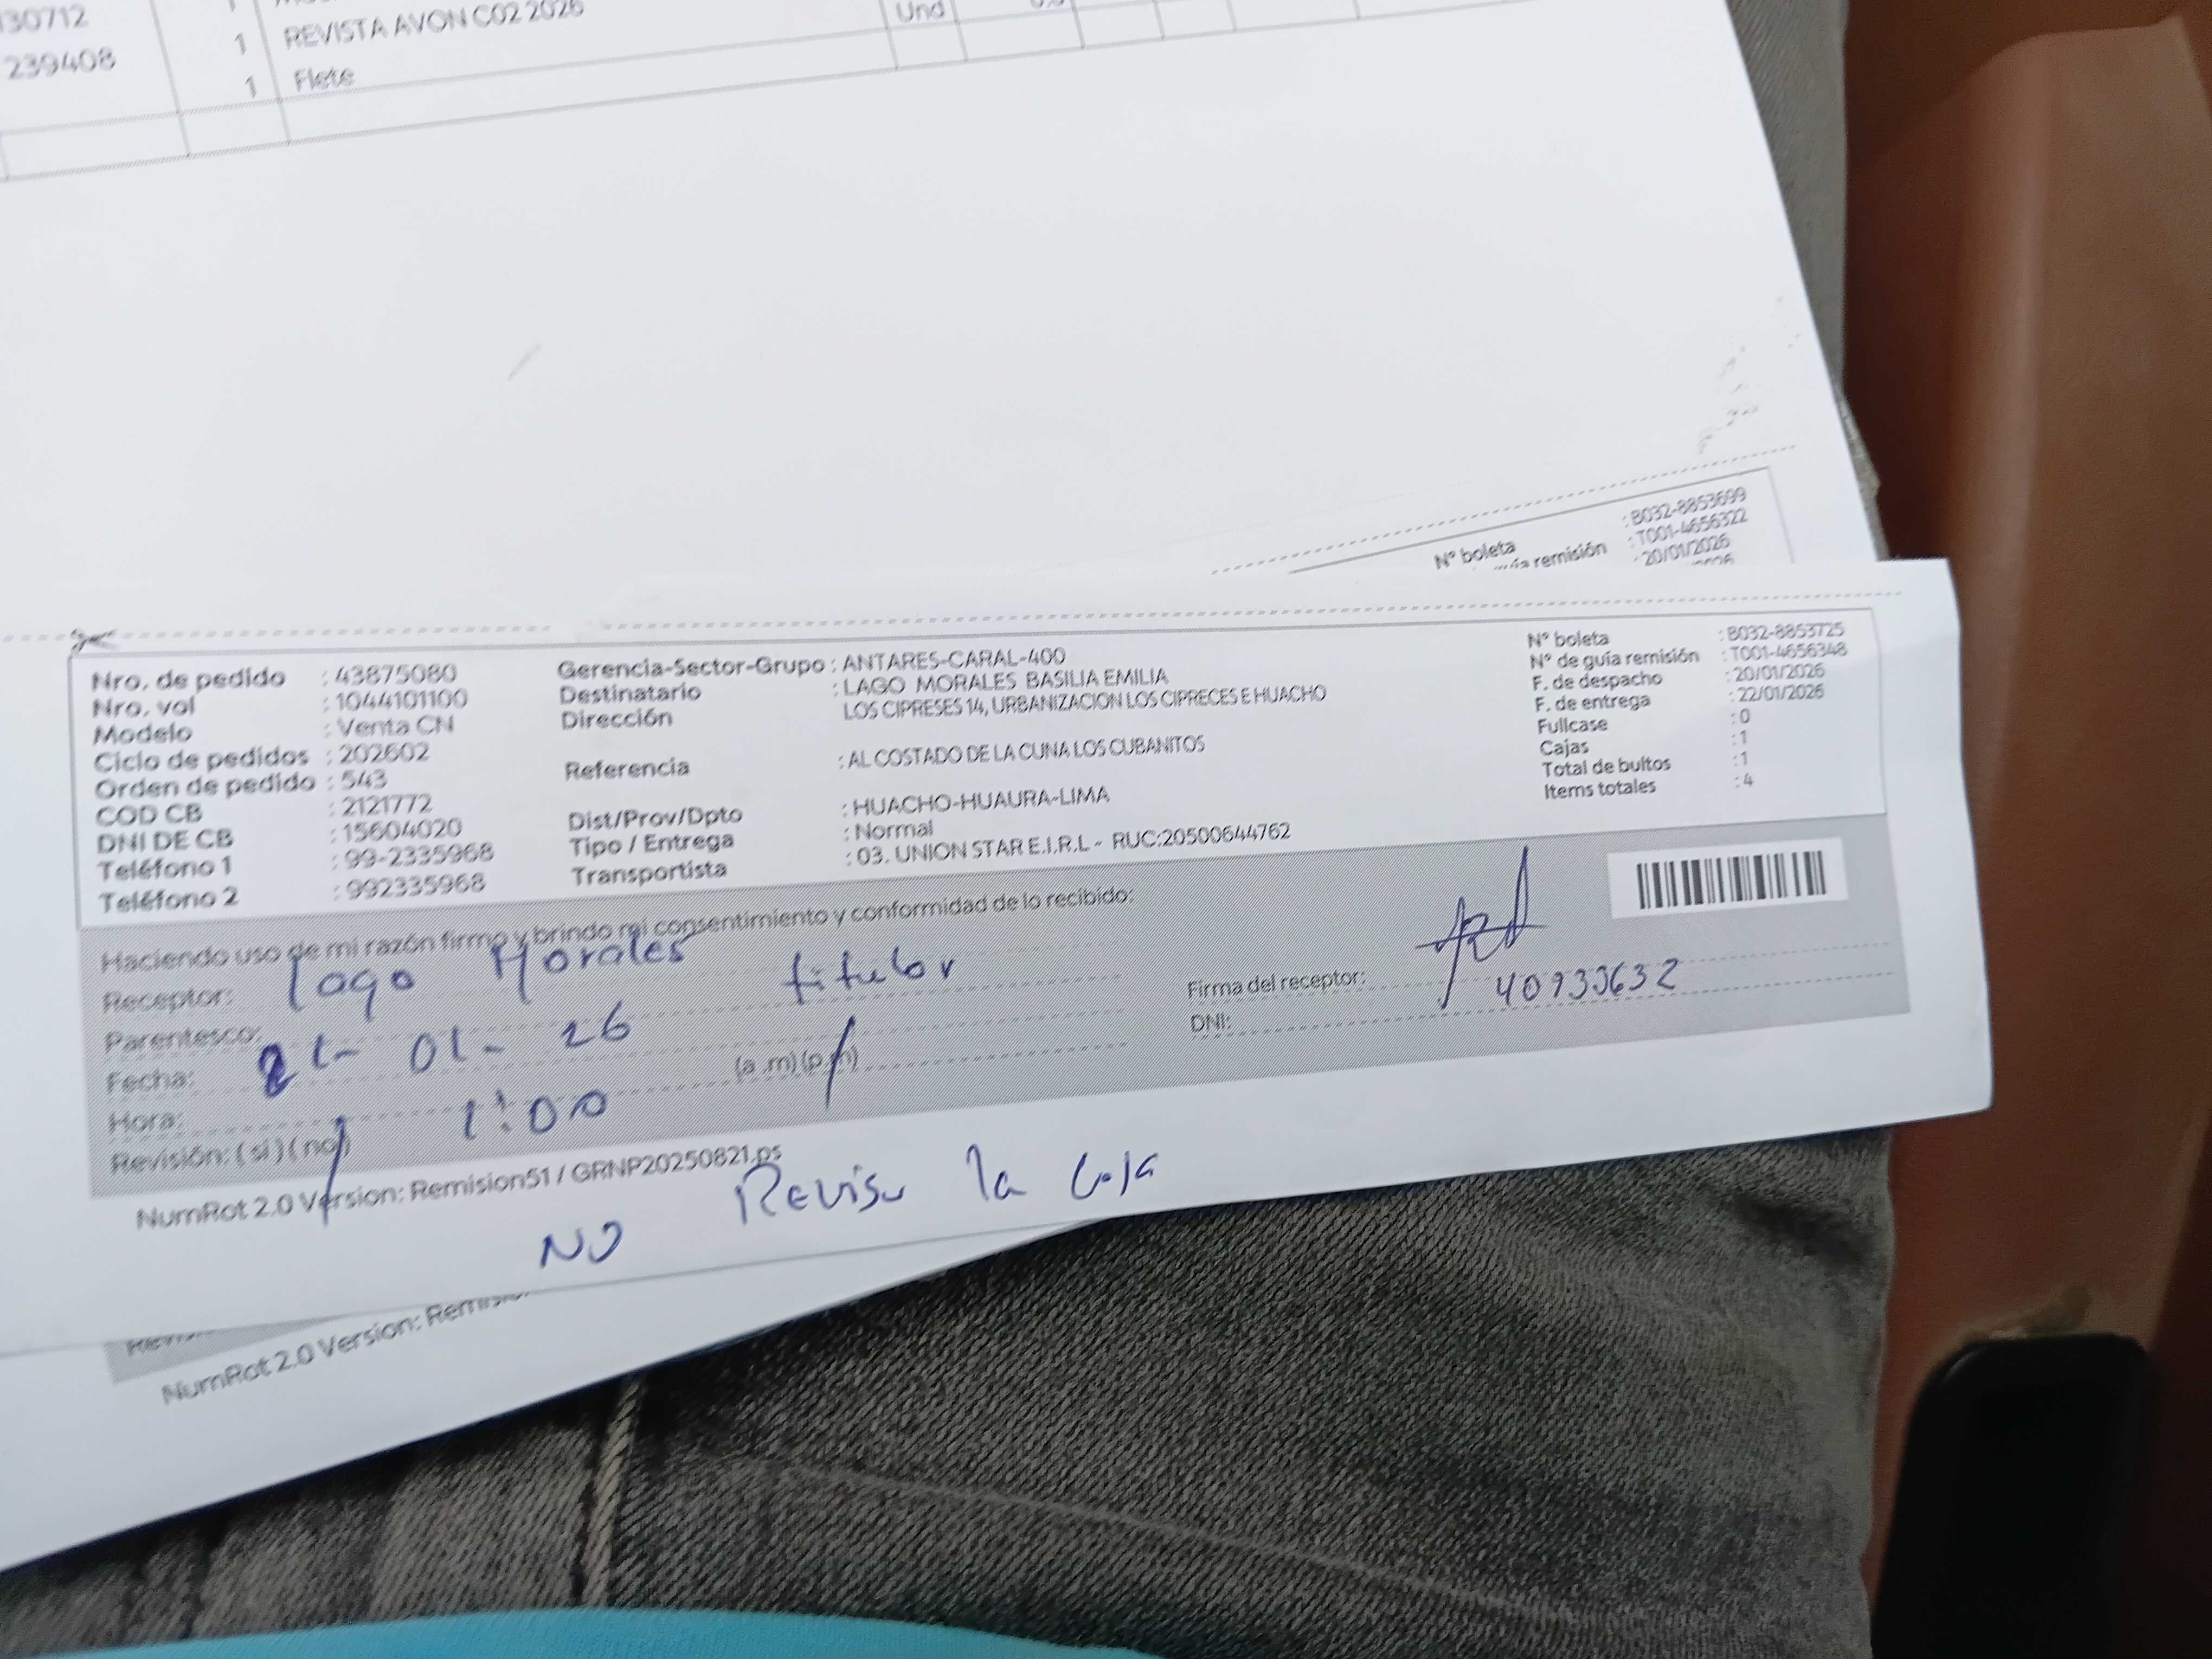 130712
239408
1 REVISTA AVON C02 2026 Und
1 Flete
Nº boleta : B032-8853699
guía remisión : T001-4656322
20/01/2026
Nro. de pedido : 43875080
Nro. vol : 1044101100
Modelo : Venta CN
Ciclo de pedidos : 202602
Orden de pedido : 543
COD CB : 2121772
DNI DE CB : 15604020
Teléfono 1 : 99-2335968
Teléfono 2 : 992335968
Gerencia-Sector-Grupo : ANTARES-CARAL-400
Destinatario : LAGO MORALES BASILIA EMILIA
Dirección LOS CIPRESES 14, URBANIZACION LOS CIPRECES E HUACHO
Referencia : AL COSTADO DE LA CUNA LOS CUBANITOS
Dist/Prov/Dpto : HUACHO-HUAURA-LIMA
Tipo / Entrega : Normal
Transportista : 03. UNION STAR E.I.R.L - RUC:20500644762
Nº boleta : B032-8853725
Nº de guía remisión : T001-4656348
F. de despacho : 20/01/2026
F. de entrega : 22/01/2026
Fullcase : 0
Cajas : 1
Total de bultos : 1
Items totales : 4
Haciendo uso de mi razón firmo y brindo mi consentimiento y conformidad de lo recibido:
Receptor: Lago Morales titular
Parentesco:
Fecha: 21-01-26
Hora: 1:00 (a.m)(p.m)
Revisión: (si) (no)
Firma del receptor:
DNI: 40933632
NumRot 2.0 Version: Remision51 / GRNP20250821.ps
NO Reviso la caja
NumRot 2.0 Version: